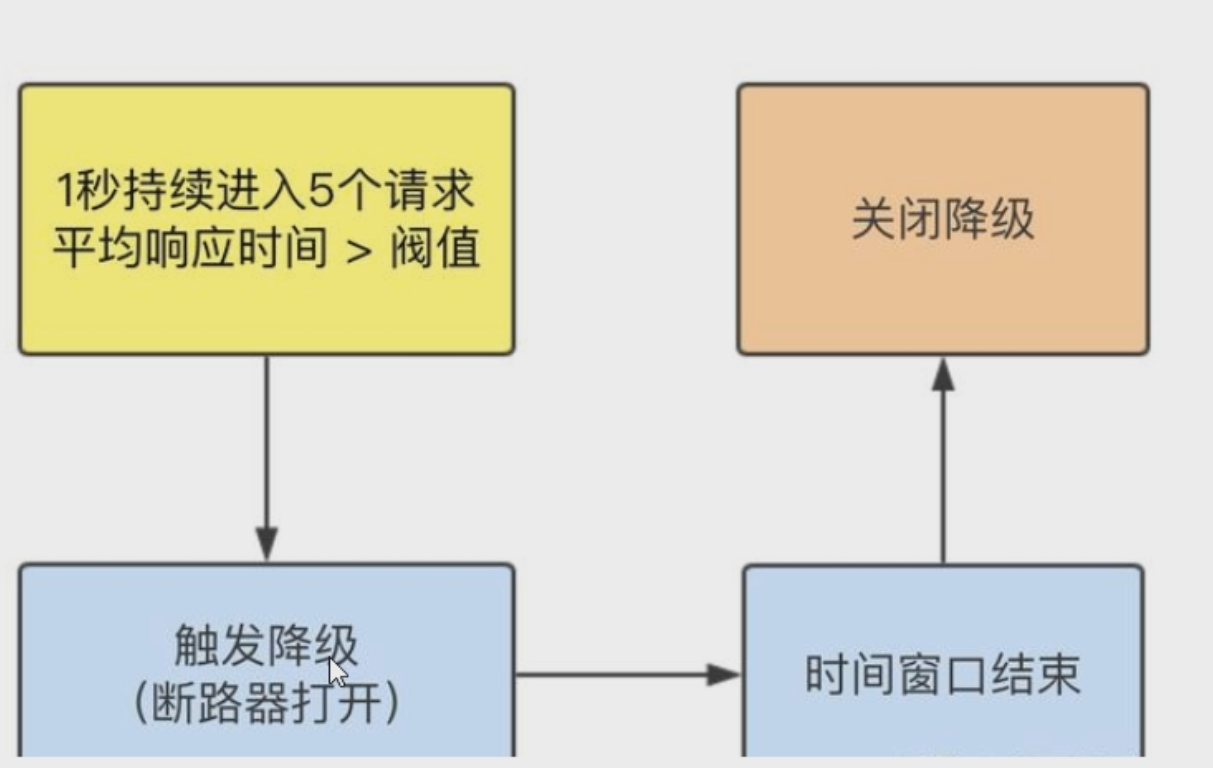 1秒持续进入5个请求
平均响应时间 > 阀值
关闭降级
触发降级
(断路器打开)
时间窗口结束